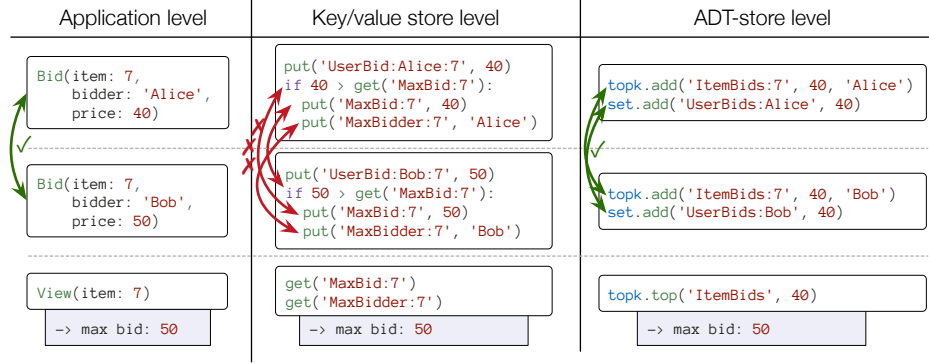 Application level
Key/value store level
ADT-store level
Bid(item: 7,
bidder: 'Alice',
price: 40)
put('UserBid:Alice:7', 40)
if 40 > get('MaxBid:7'):
put('MaxBid:7', 40)
put('MaxBidder:7', 'Alice')
topk.add('ItemBids:7', 40, 'Alice')
set.add('UserBids:Alice', 40)
Bid(item: 7,
bidder: 'Bob',
price: 50)
put('UserBid:Bob:7', 50)
if 50 > get('MaxBid:7'):
put('MaxBid:7', 50)
put('MaxBidder:7', 'Bob')
topk.add('ItemBids:7', 40, 'Bob')
set.add('UserBids:Bob', 40)
View(item: 7)
-> max bid: 50
get('MaxBid:7')
get('MaxBidder:7')
-> max bid: 50
topk.top('ItemBids', 40)
-> max bid: 50